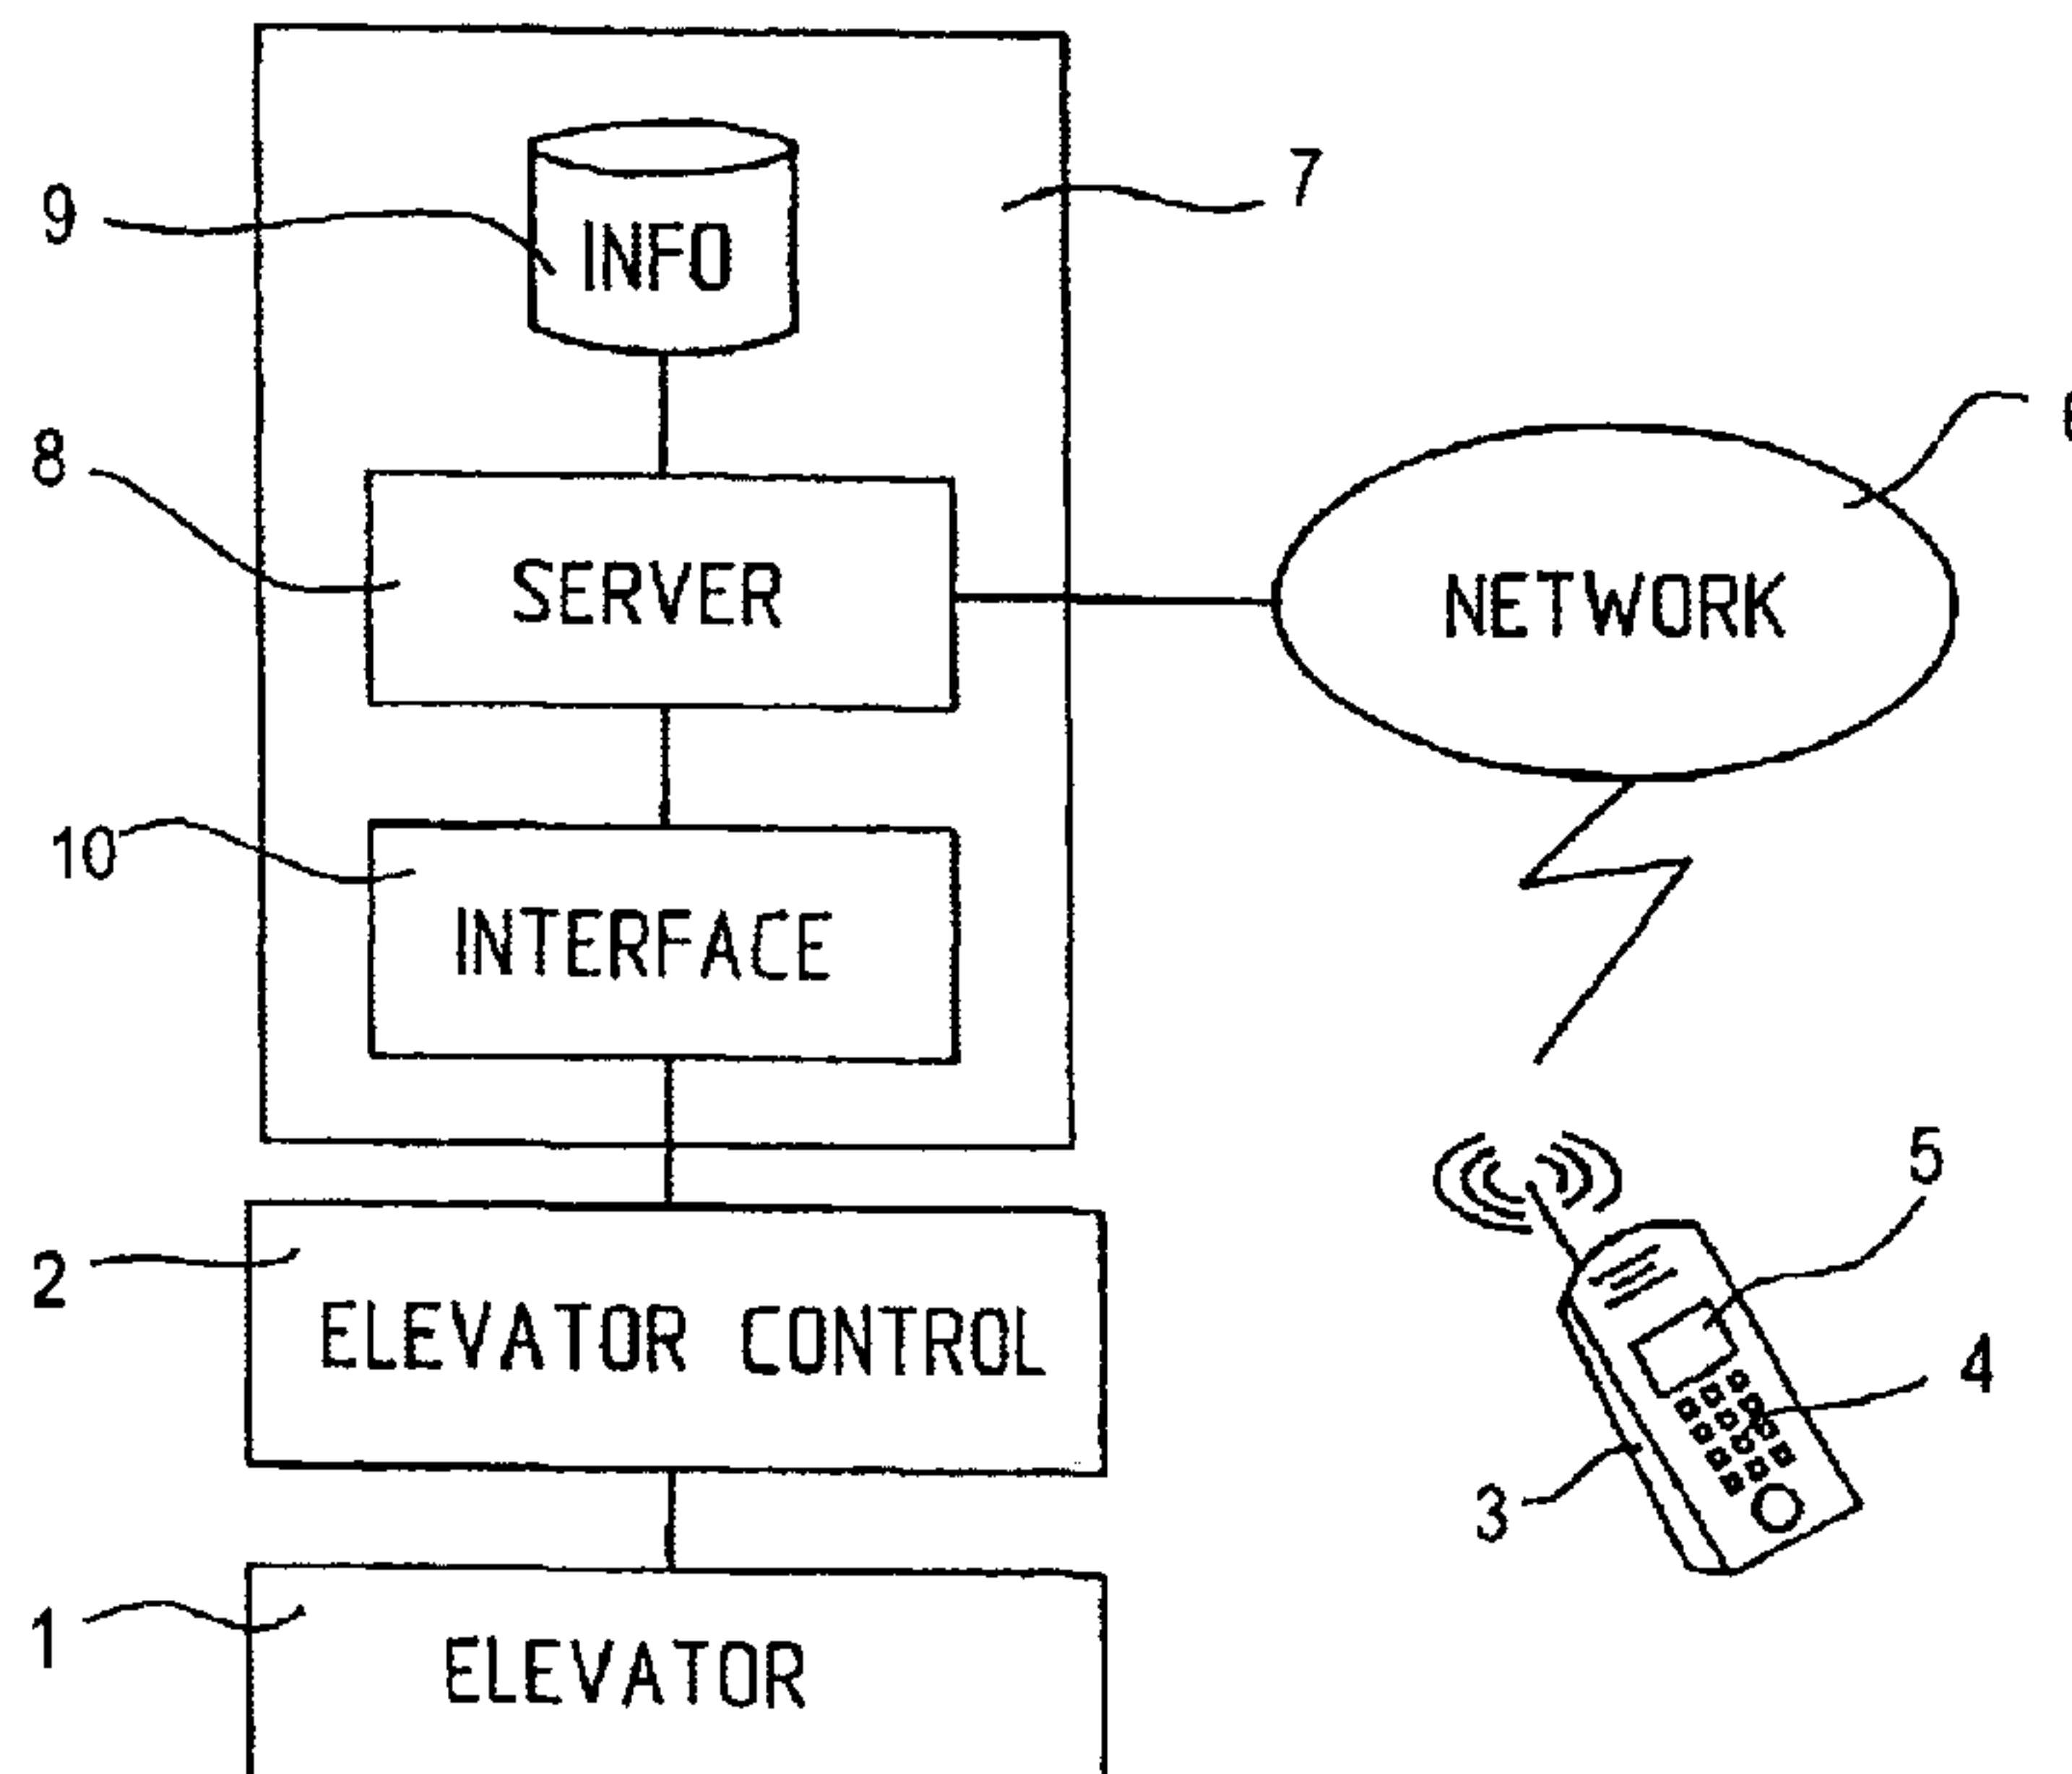 7
9
INFO
8
SERVER
NETWORK
10
INTERFACE
5
2
ELEVATOR CONTROL
4
3
1
ELEVATOR